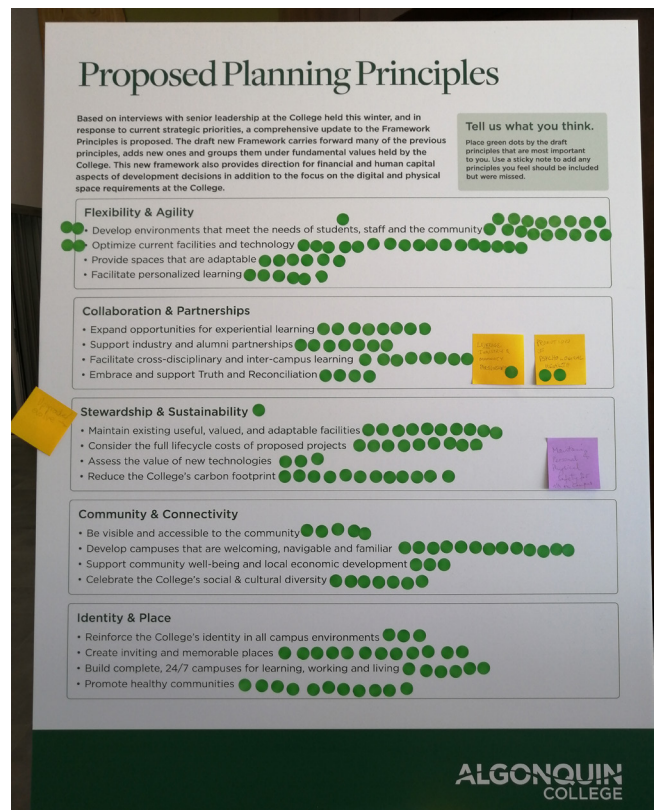 Proposed Planning Principles
Based on interviews with senior leadership at the College held this winter, and in
response to current strategic priorities, a comprehensive update to the Framework
Principles is proposed. The draft new Framework carries forward many of the previous
principles, adds new ones and groups them under fundamental values held by the
College. This new framework also provides direction for financial and human capital
aspects of development decisions in addition to the focus on the digital and physical
space requirements at the College.
Tell us what you think.
Place green dots by the draft
principles that are most important
to you. Use a sticky note to add any
principles you feel should be included
but were missed.
Flexibility & Agility
• Develop environments that meet the needs of students, staff and the community
• Optimize current facilities and technology
• Provide spaces that are adaptable
• Facilitate personalized learning
Collaboration & Partnerships
• Expand opportunities for experiential learning
• Support industry and alumni partnerships
• Facilitate cross-disciplinary and inter-campus learning
• Embrace and support Truth and Reconciliation
Stewardship & Sustainability
• Maintain existing useful, valued, and adaptable facilities
• Consider the full lifecycle costs of proposed projects
• Assess the value of new technologies
• Reduce the College's carbon footprint
Community & Connectivity
• Be visible and accessible to the community
• Develop campuses that are welcoming, navigable and familiar
• Support community well-being and local economic development
• Celebrate the College's social & cultural diversity
Identity & Place
• Reinforce the College's identity in all campus environments
• Create inviting and memorable places
• Build complete, 24/7 campuses for learning, working and living
• Promote healthy communities
ALGONQUIN
COLLEGE